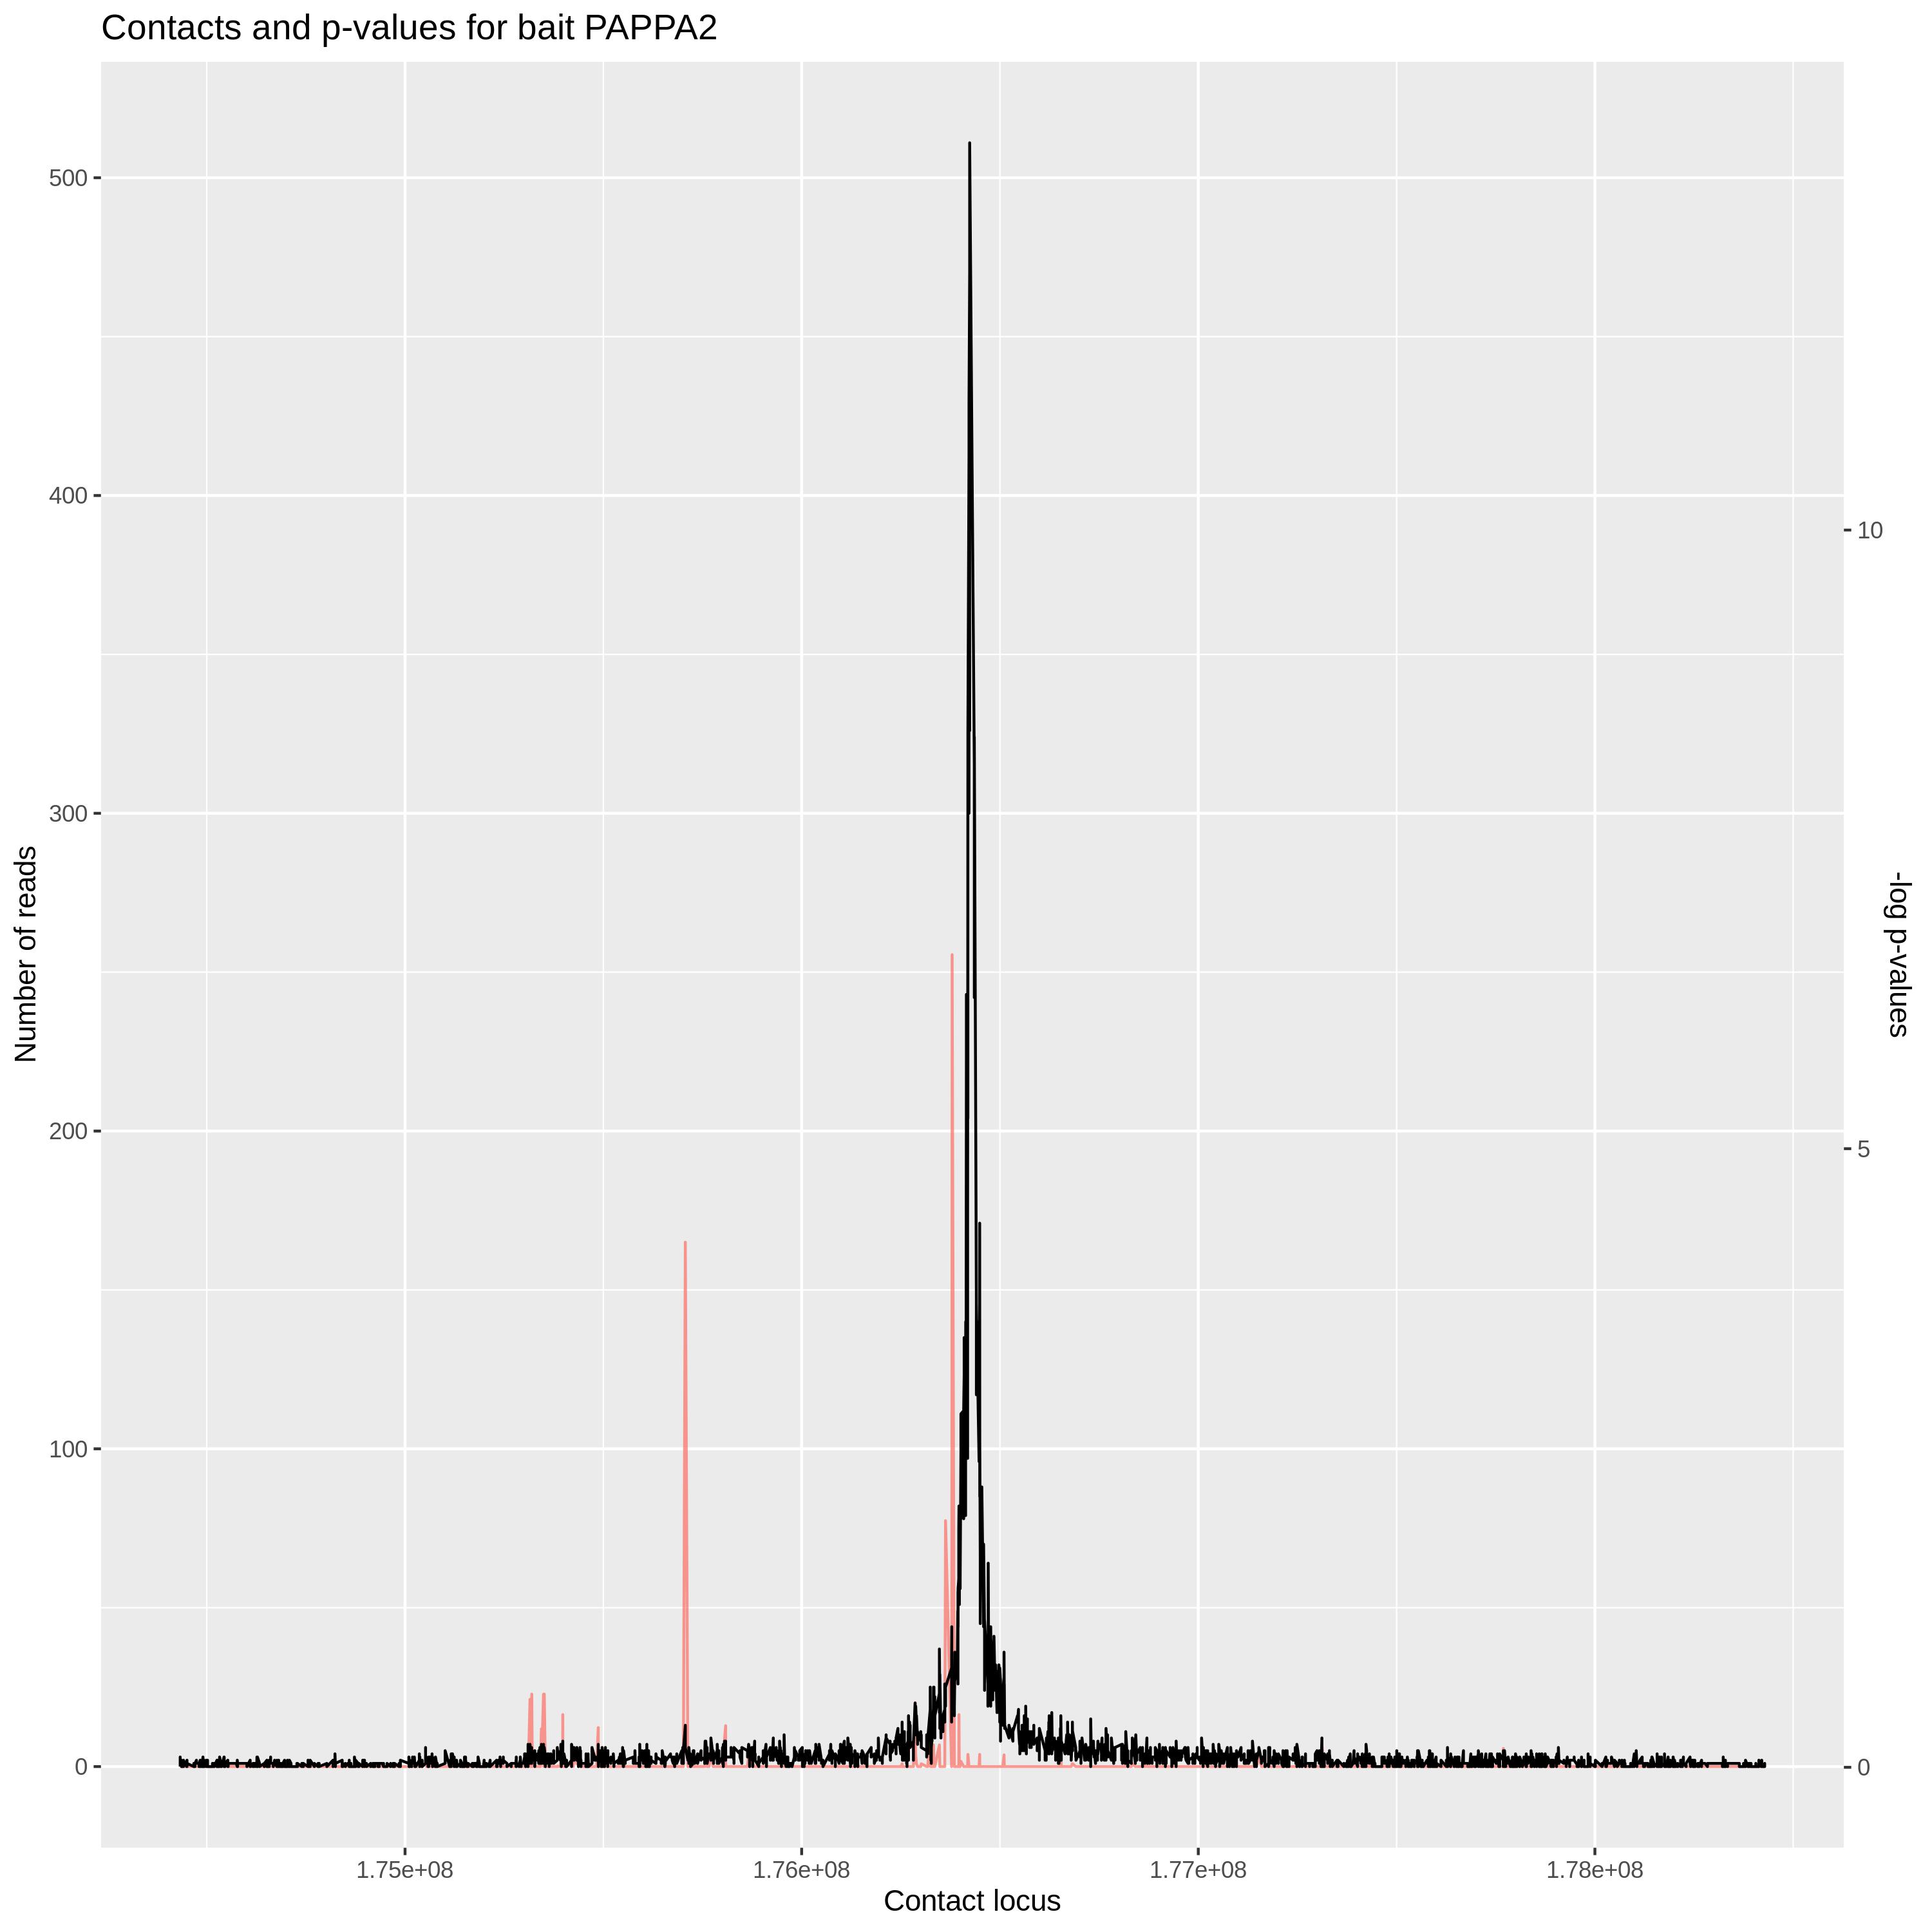 Contacts and p-values for bait PAPPA2
500
400
300
200
100
0
Number of reads
10
5
0
-log p-values
1.75e+08
1.76e+08
1.77e+08
1.78e+08
Contact locus